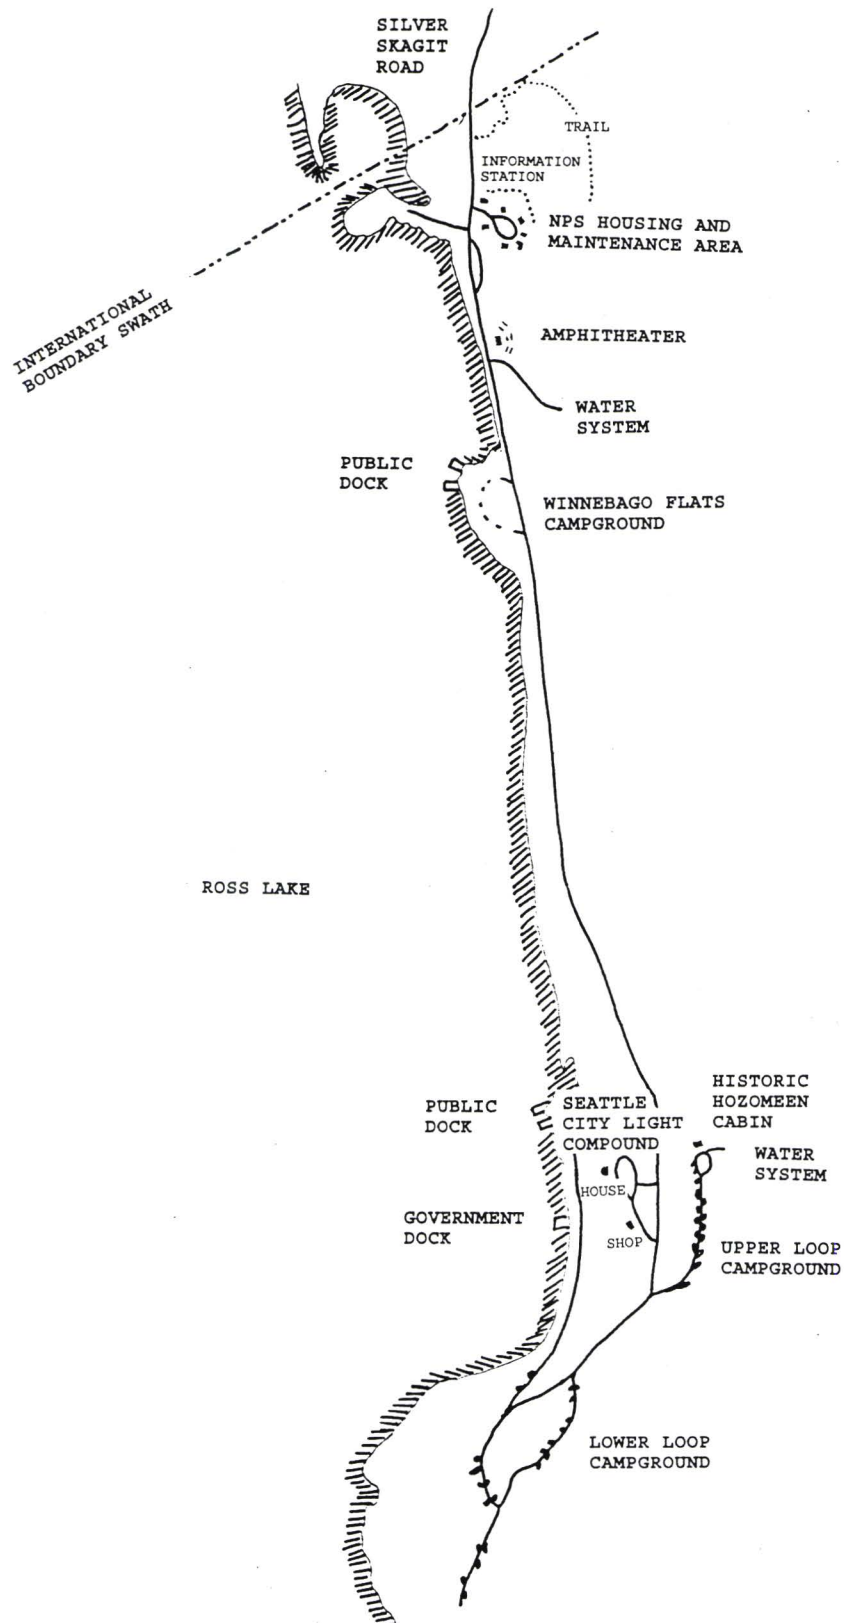 SILVER
SKAGIT
ROAD
TRAIL
INFORMATION
STATION
NPS HOUSING AND
MAINTENANCE AREA
INTERNATIONAL
BOUNDARY SWATH
AMPHITHEATER
WATER
SYSTEM
PUBLIC
DOCK
WINNEBAGO FLATS
CAMPGROUND
ROSS LAKE
HISTORIC
HOZOMEEN
CABIN
PUBLIC
DOCK
SEATTLE
CITY LIGHT
COMPOUND
WATER
SYSTEM
HOUSE
GOVERNMENT
DOCK
SHOP
UPPER LOOP
CAMPGROUND
LOWER LOOP
CAMPGROUND